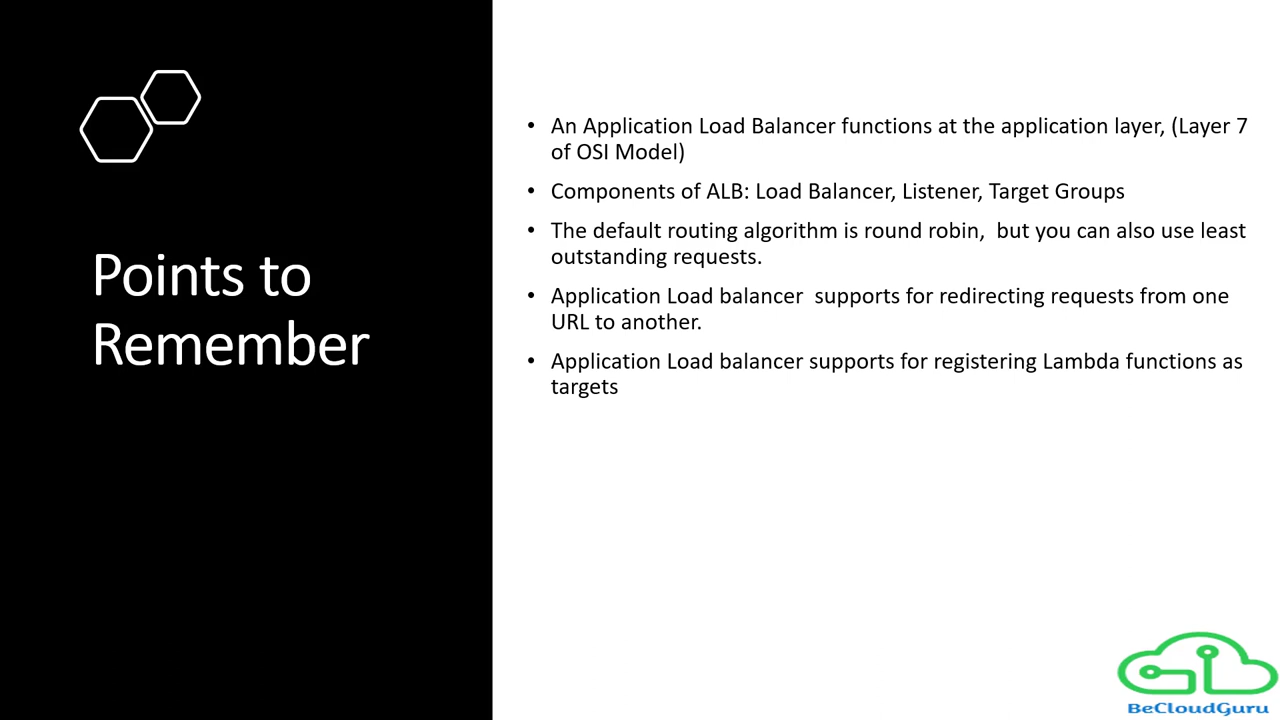 Points to
Remember
• An Application Load Balancer functions at the application layer, (Layer 7
of OSI Model)
• Components of ALB: Load Balancer, Listener, Target Groups
• The default routing algorithm is round robin,  but you can also use least
outstanding requests.
• Application Load balancer  supports for redirecting requests from one
URL to another.
• Application Load balancer supports for registering Lambda functions as
targets
BeCloudGuru